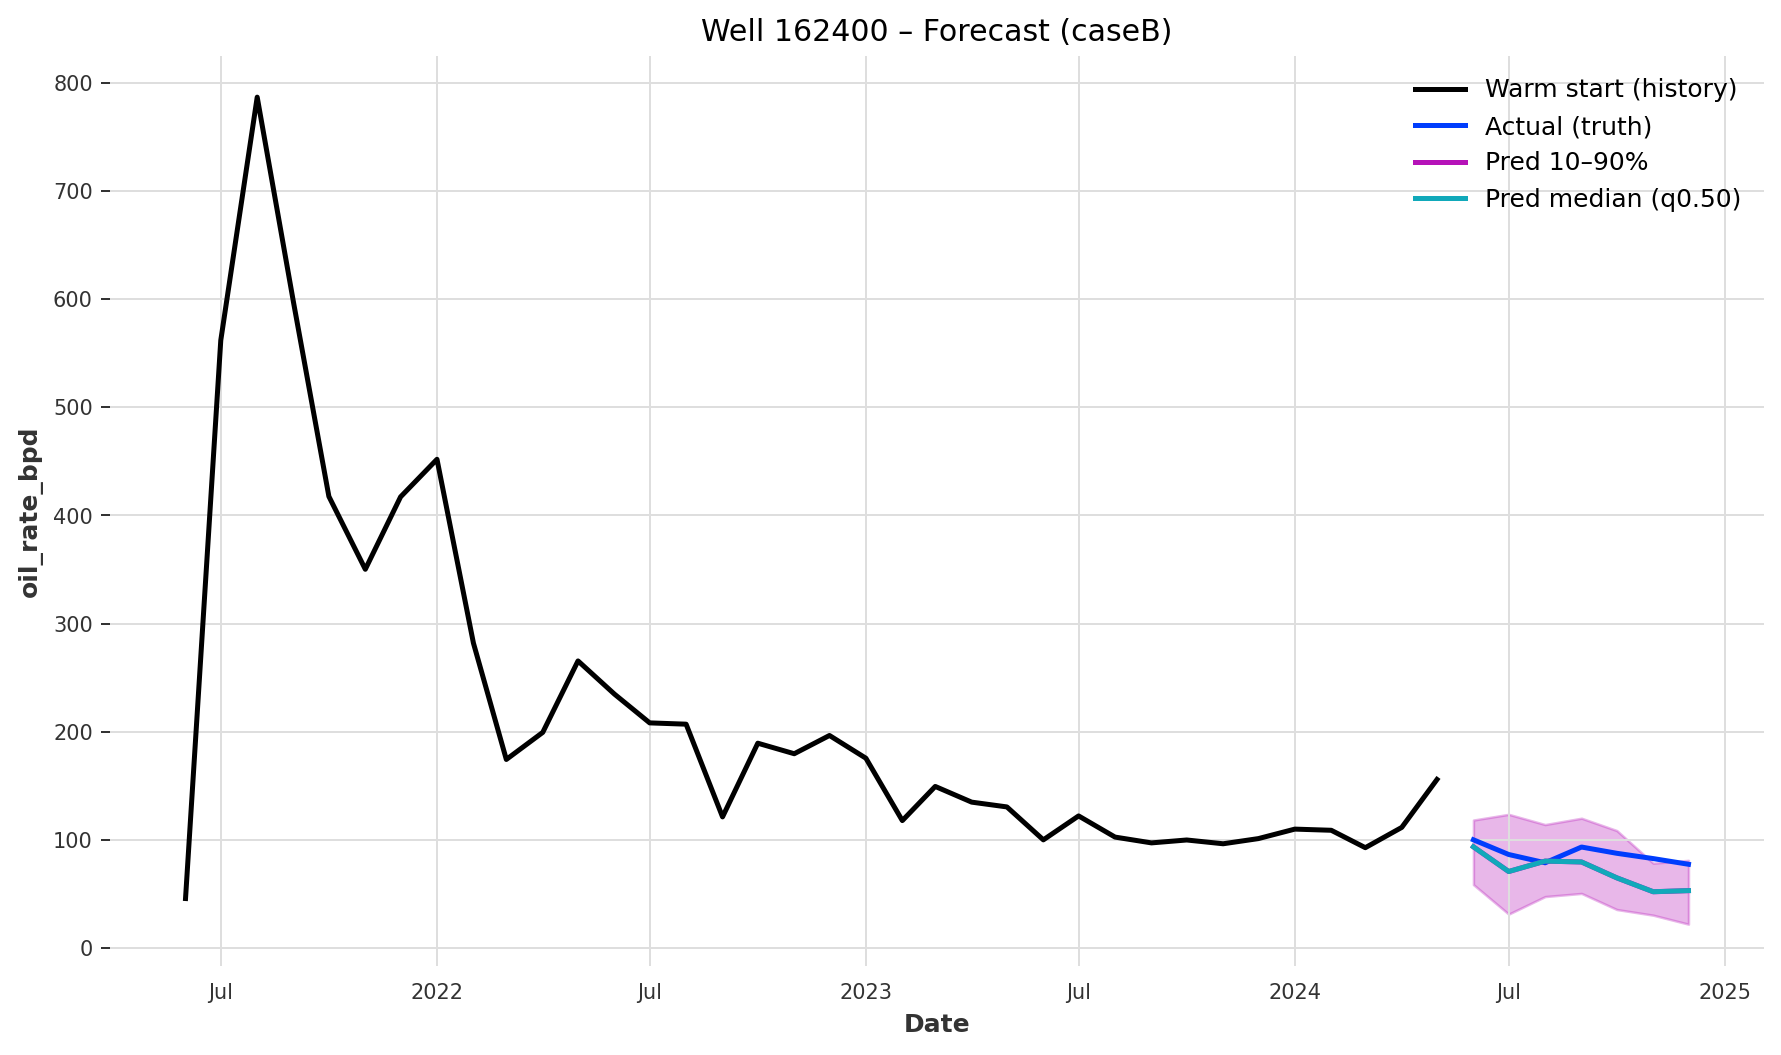 Well 162400 – Forecast (caseB)
Warm start (history)
Actual (truth)
Pred 10–90%
Pred median (q0.50)
oil_rate_bpd
800
700
600
500
400
300
200
100
0
Jul
2022
Jul
2023
Jul
2024
Jul
2025
Date